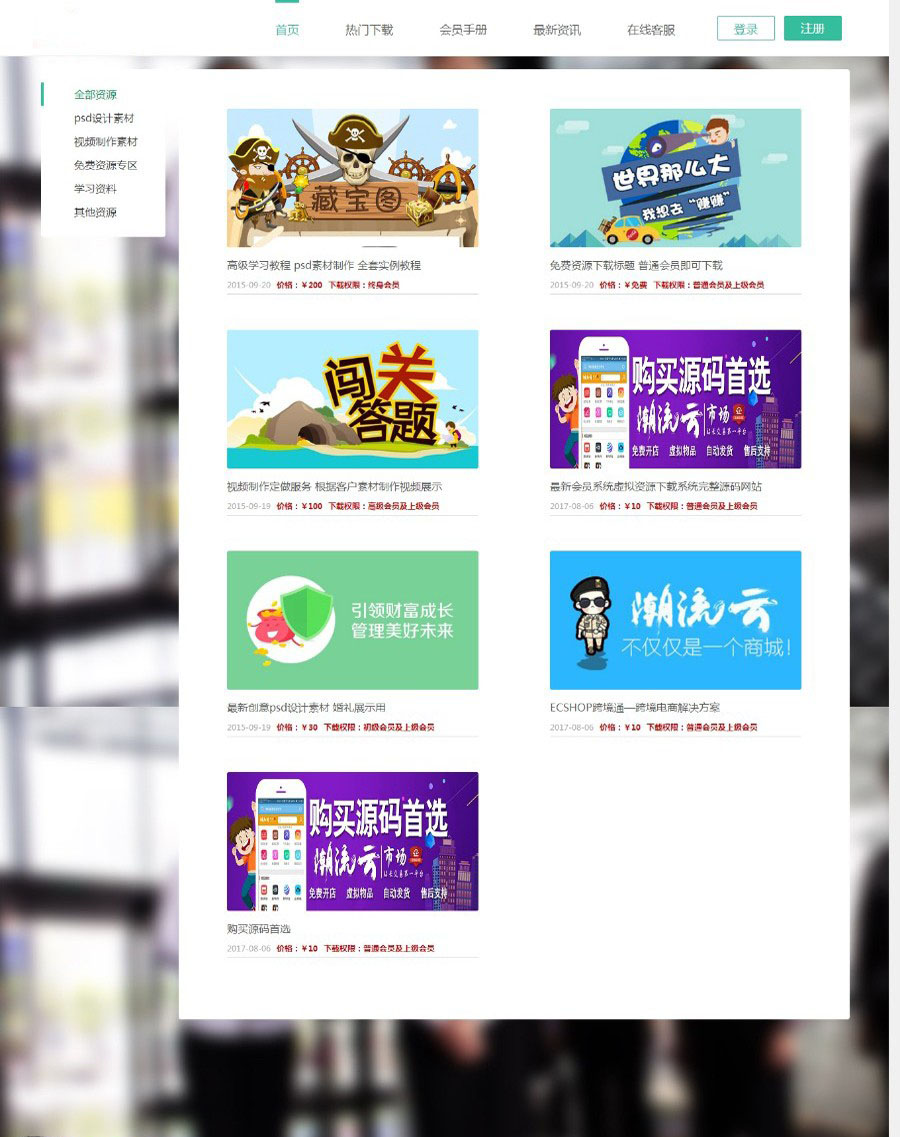 首页
热门下载
会员手册
最新资讯
在线客服
登录
注册
全部资源
psd设计素材
视频制作素材
免费资源专区
学习资料
其他资源
藏宝图
高级学习教程 psd素材制作 全套实例教程
2015-09-20 价格：￥200 下载权限：终身会员
世界那么大
我想去“赚赚”
免费资源下载标题 普通会员即可下载
2015-09-20 价格：￥免费 下载权限：普通会员及上级会员
闯关
答题
视频制作定做服务 根据客户素材制作视频展示
2015-09-19 价格：￥100 下载权限：高级会员及上级会员
购买源码首选
潮流云 市场
免费开店 虚拟物品 自动发货 售后支持
最新会员系统虚拟资源下载系统完整源码网站
2017-08-06 价格：￥10 下载权限：普通会员及上级会员
引领财富成长
管理美好未来
最新创意psd设计素材 婚礼展示用
2015-09-19 价格：￥30 下载权限：初级会员及上级会员
潮流云
不仅仅是一个商城!
ECSHOP跨境通—跨境电商解决方案
2017-08-06 价格：￥10 下载权限：普通会员及上级会员
购买源码首选
潮流云 市场
免费开店 虚拟物品 自动发货 售后支持
购买源码首选
2017-08-06 价格：￥10 下载权限：普通会员及上级会员